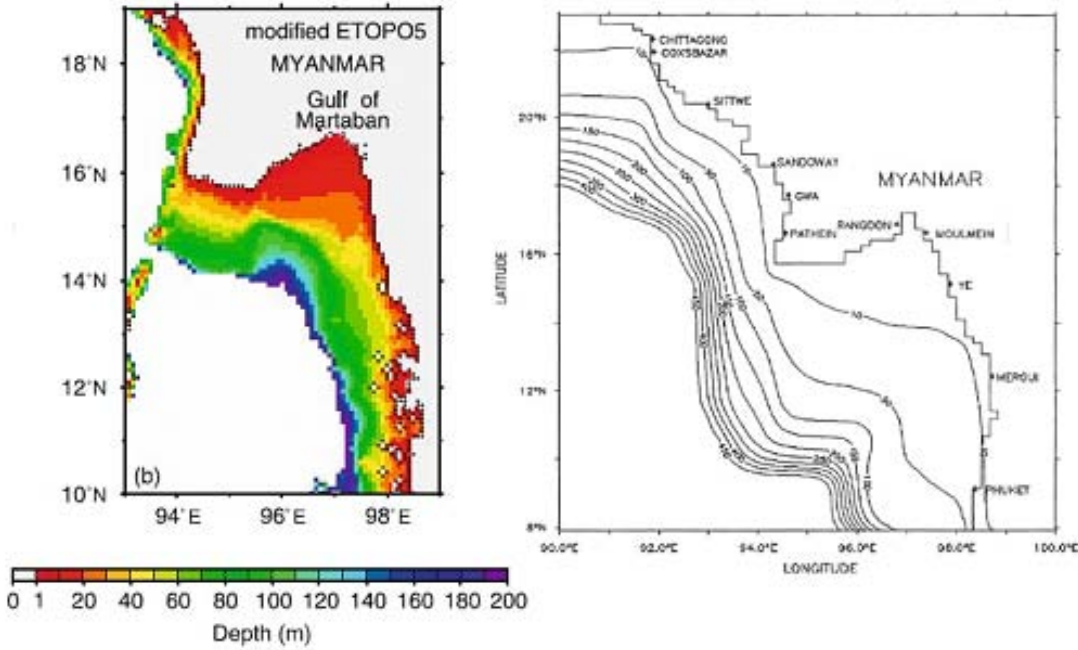 modified ETOPO5
MYANMAR
Gulf of
Martaban
18°N
16°N
14°N
12°N
10°N
(b)
94°E
96°E
98°E
0 1 20 40 60 80 100 120 140 160 180 200
Depth (m)
CHITTAGONG
COX'SBAZAR
SITTWE
SANDOWAY
GWA
MYANMAR
RANGOON
MOULMEIN
PATHEIN
YE
MERGUI
PHUKET
20°N
16°N
12°N
8°N
LATITUDE
90.0°E
92.0°E
94.0°E
96.0°E
98.0°E
100.0°E
LONGITUDE